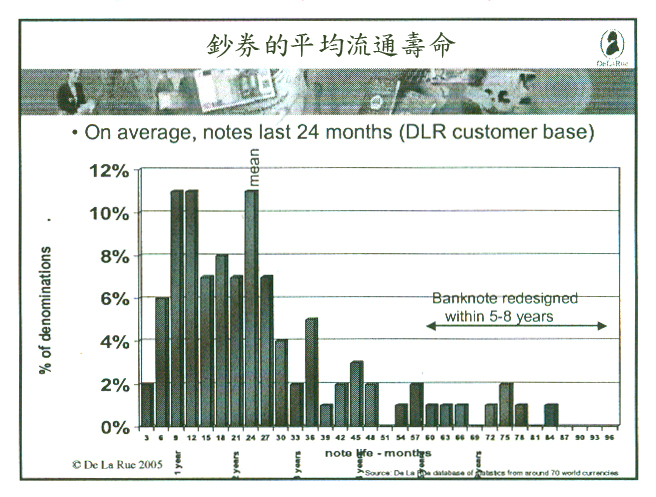 鈔券的平均流通壽命
De La Rue
• On average, notes last 24 months (DLR customer base)
mean
12%
10%
8%
6%
4%
2%
0%
% of denominations
Banknote redesigned
within 5-8 years
3 6 9 12 15 18 21 24 27 30 33 36 39 42 45 48 51 54 57 60 63 66 69 72 75 78 81 84 87 90 93 96
note life - months
1 year
2 years
years
years
years
years
© De La Rue 2005
Source: De La Rue database of statistics from around 70 world currencies